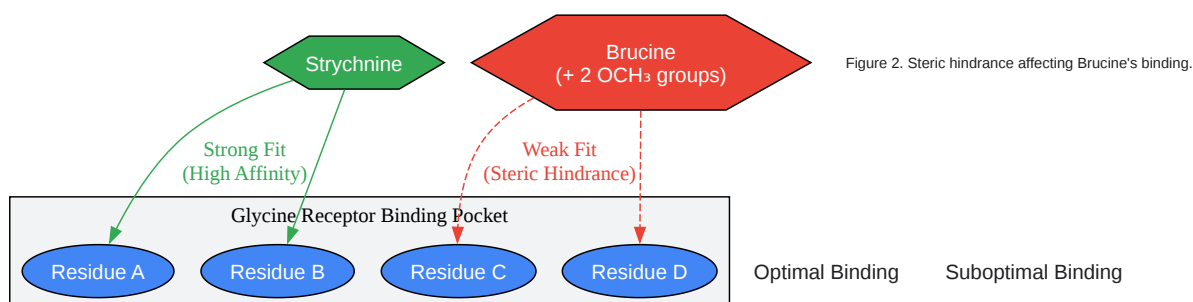 Strychnine
Brucine
(+ 2 OCH₃ groups)
Figure 2. Steric hindrance affecting Brucine's binding.
Strong Fit
(High Affinity)
Weak Fit
(Steric Hindrance)
Glycine Receptor Binding Pocket
Residue A
Residue B
Residue C
Residue D
Optimal Binding
Suboptimal Binding